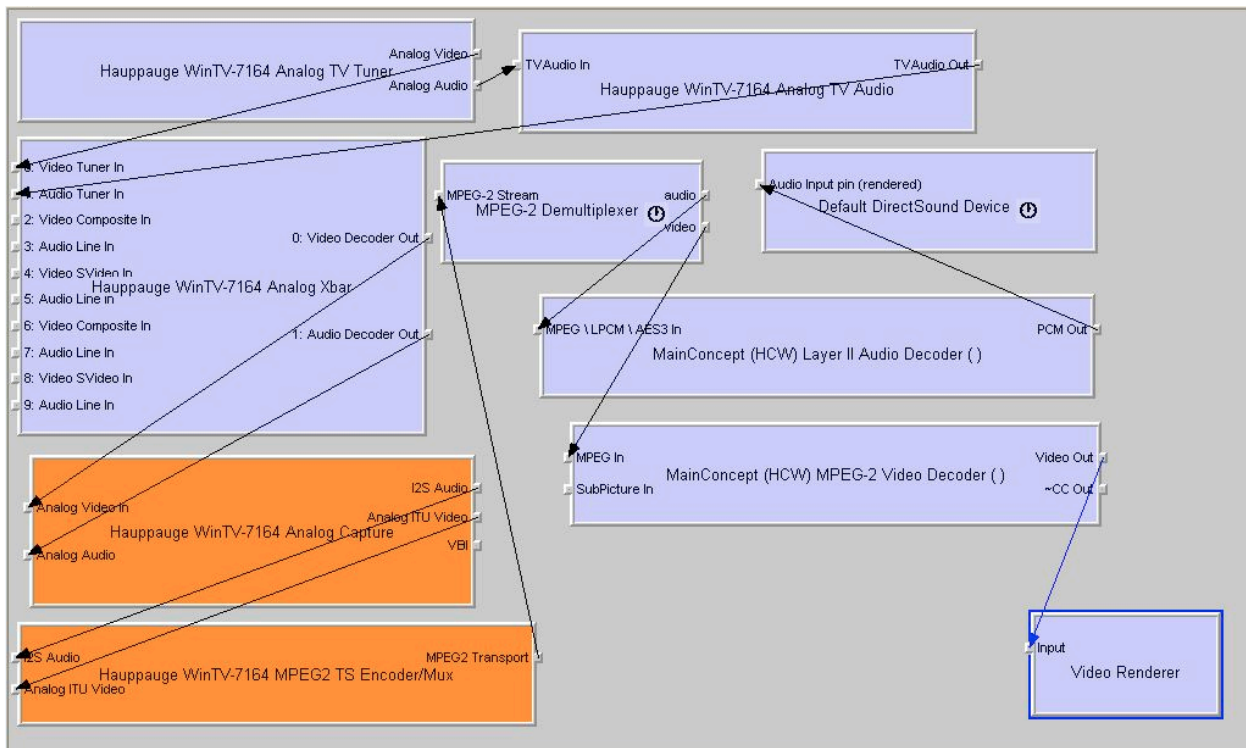 Analog Video
Hauppauge WinTV-7164 Analog TV Tuner
Analog Audio
TVAudio In
TVAudio Out
Hauppauge WinTV-7164 Analog TV Audio
0: Video Tuner In
1: Audio Tuner In
2: Video Composite In
3: Audio Line In
4: Video SVideo In
5: Audio Line In
6: Video Composite In
7: Audio Line In
8: Video SVideo In
9: Audio Line In
Hauppauge WinTV-7164 Analog Xbar
0: Video Decoder Out
1: Audio Decoder Out
MPEG-2 Stream
audio
MPEG-2 Demultiplexer
video
Audio Input pin (rendered)
Default DirectSound Device
MPEG \ LPCM \ AES3 In
PCM Out
MainConcept (HCW) Layer II Audio Decoder ( )
MPEG In
Video Out
MainConcept (HCW) MPEG-2 Video Decoder ( )
SubPicture In
~CC Out
I2S Audio
Analog Video In
Analog ITU Video
Hauppauge WinTV-7164 Analog Capture
VBI
Analog Audio
I2S Audio
MPEG2 Transport
Hauppauge WinTV-7164 MPEG2 TS Encoder/Mux
Analog ITU Video
Input
Video Renderer